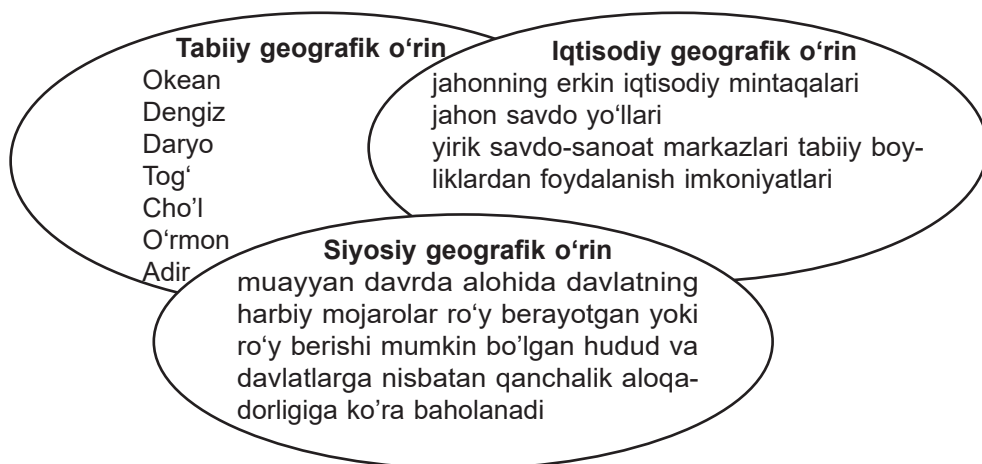 Tabiiy geografik o‘rin
Okean
Dengiz
Daryo
Tog‘
Cho’l
O‘rmon
Adir
Iqtisodiy geografik o‘rin
jahonning erkin iqtisodiy mintaqalari
jahon savdo yo‘llari
yirik savdo-sanoat markazlari tabiiy boy-
liklardan foydalanish imkoniyatlari
Siyosiy geografik o‘rin
muayyan davrda alohida davlatning
harbiy mojarolar ro‘y berayotgan yoki
ro‘y berishi mumkin bo’lgan hudud va
davlatlarga nisbatan qanchalik aloqa-
dorligiga ko’ra baholanadi